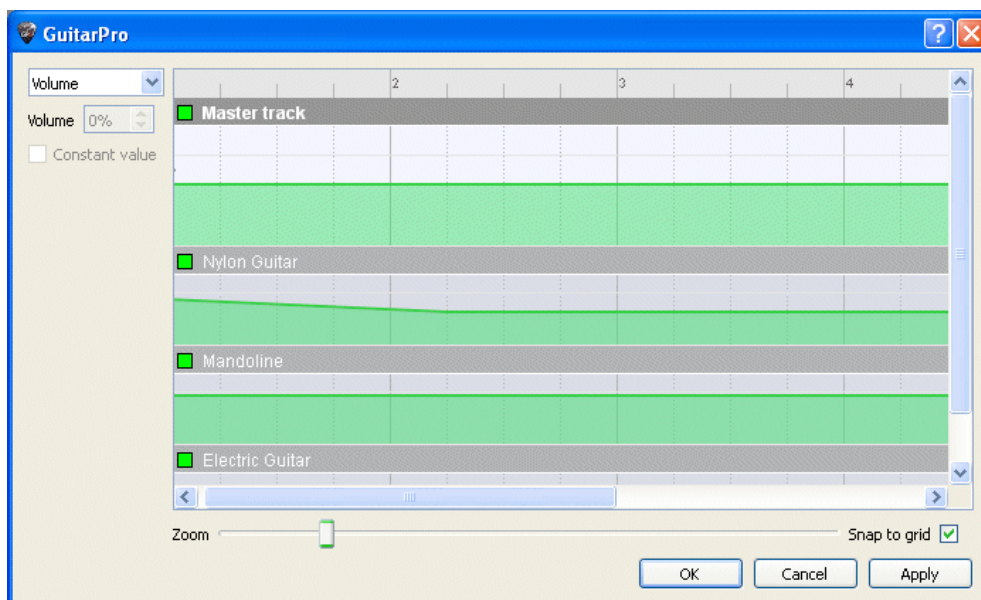 GuitarPro
Volume
2 3 4
Volume 0%
Constant value
Master track
Nylon Guitar
Mandoline
Electric Guitar
Zoom
Snap to grid
OK Cancel Apply